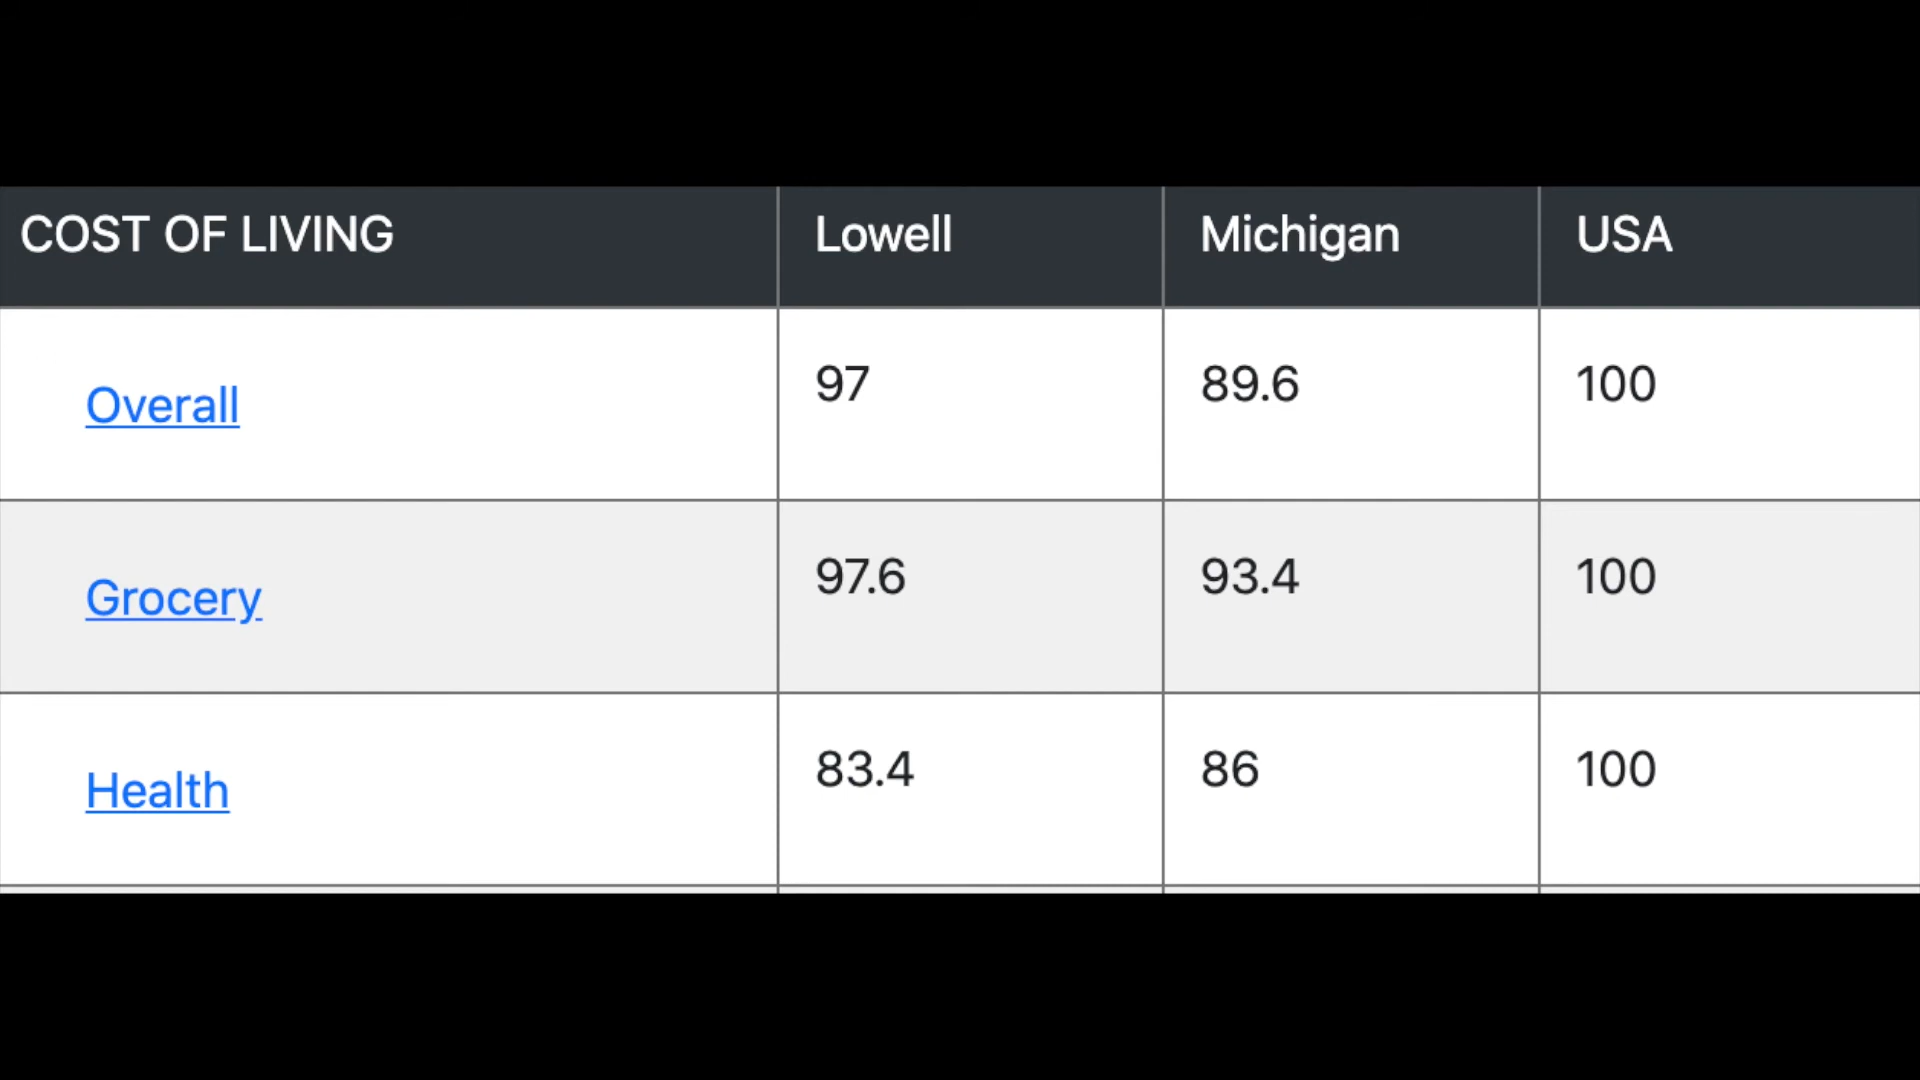 COST OF LIVING Lowell Michigan USA
Overall 97 89.6 100
Grocery 97.6 93.4 100
Health 83.4 86 100